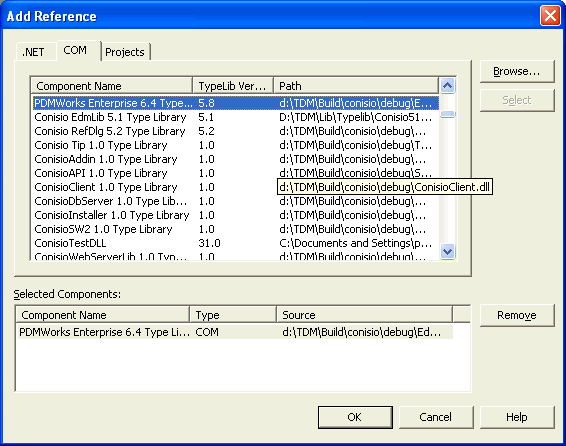 Add Reference
.NET COM Projects
Component Name TypeLib Ver... Path
PDMWorks Enterprise 6.4 Type... 5.8 d:\TDM\Build\conisio\debug\E...
Conisio EdmLib 5.1 Type Library 5.1 D:\TDM\Lib\Typelib\Conisio51...
Conisio RefDlg 5.2 Type Library 5.2 d:\TDM\Build\conisio\debug\...
Conisio Tip 1.0 Type Library 1.0 d:\TDM\Build\conisio\debug\T...
ConisioAddin 1.0 Type Library 1.0 d:\TDM\Build\conisio\debug\...
ConisioAPI 1.0 Type Library 1.0 d:\TDM\Build\conisio\debug\S...
ConisioClient 1.0 Type Library 1.0 d:\TDM\Build\conisio\debug\ConisioClient.dll
ConisioDbServer 1.0 Type Lib... 1.0 d:\TDM\Build\conisio\debug\...
ConisioInstaller 1.0 Type Library 1.0 d:\TDM\Build\conisio\debug\...
ConisioSW2 1.0 Type Library 1.0 d:\TDM\Build\conisio\debug\...
ConisioTestDLL 31.0 C:\Documents and Settings\p...
ConisioWebServerLib 1.0 Typ... 1.0 d:\TDM\Build\conisio\debug\...
Browse...
Select
Selected Components:
Component Name Type Source
PDMWorks Enterprise 6.4 Type Li... COM d:\TDM\Build\conisio\debug\Ed...
Remove
OK Cancel Help